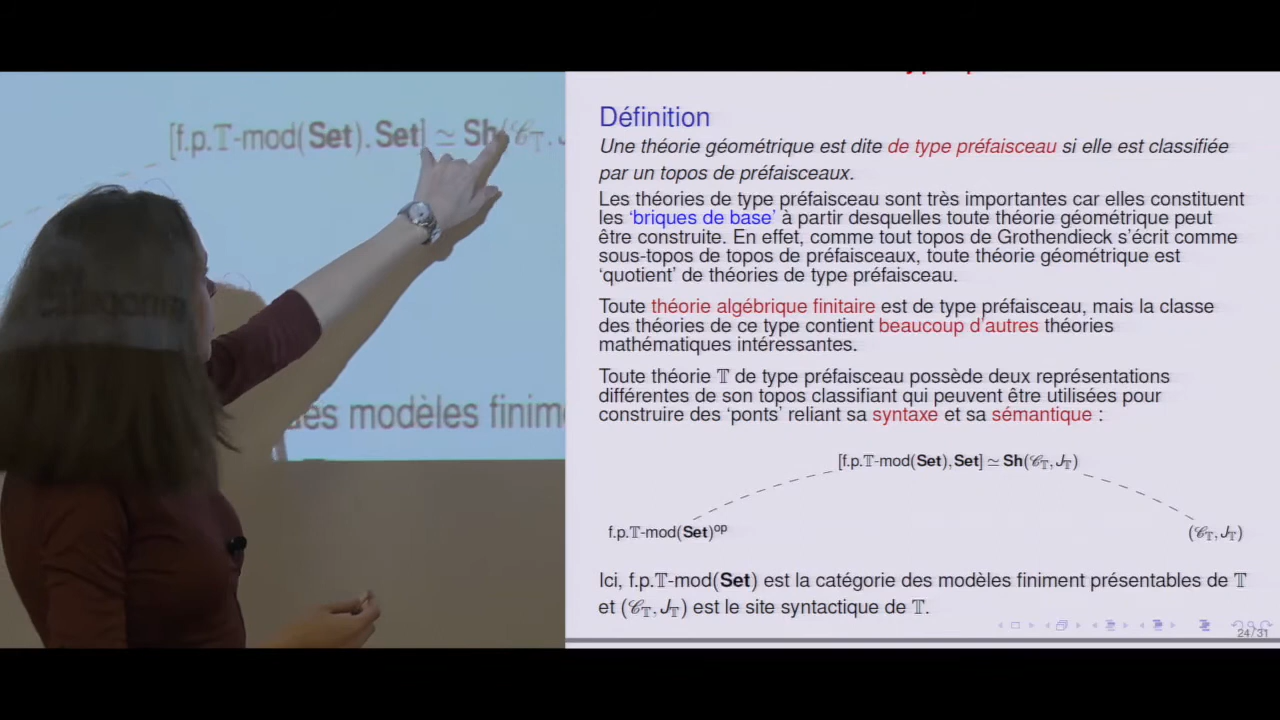 [f.p.𝕋-mod(Set).Set] ≃ Sh(𝒞_𝕋.
des modèles finim
Définition
Une théorie géométrique est dite de type préfaisceau si elle est classifiée
par un topos de préfaisceaux.
Les théories de type préfaisceau sont très importantes car elles constituent
les ‘briques de base’ à partir desquelles toute théorie géométrique peut
être construite. En effet, comme tout topos de Grothendieck s’écrit comme
sous-topos de topos de préfaisceaux, toute théorie géométrique est
‘quotient’ de théories de type préfaisceau.
Toute théorie algébrique finitaire est de type préfaisceau, mais la classe
des théories de ce type contient beaucoup d’autres théories
mathématiques intéressantes.
Toute théorie 𝕋 de type préfaisceau possède deux représentations
différentes de son topos classifiant qui peuvent être utilisées pour
construire des ‘ponts’ reliant sa syntaxe et sa sémantique :
[f.p.𝕋-mod(Set), Set] ≃ Sh(𝒞_𝕋, J_𝕋)
f.p.𝕋-mod(Set)^op
(𝒞_𝕋, J_𝕋)
Ici, f.p.𝕋-mod(Set) est la catégorie des modèles finiment présentables de 𝕋
et (𝒞_𝕋, J_𝕋) est le site syntactique de 𝕋.
24/31